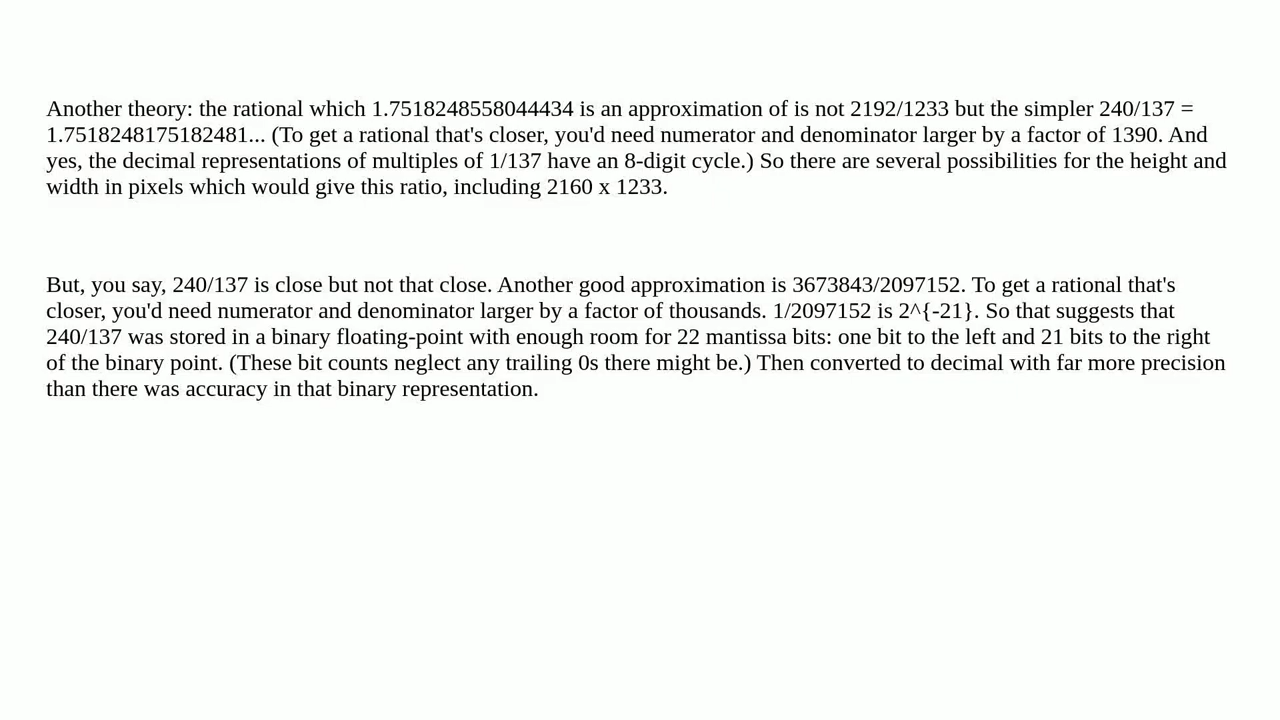 Another theory: the rational which 1.7518248558044434 is an approximation of is not 2192/1233 but the simpler 240/137 =
1.7518248175182481... (To get a rational that's closer, you'd need numerator and denominator larger by a factor of 1390. And
yes, the decimal representations of multiples of 1/137 have an 8-digit cycle.) So there are several possibilities for the height and
width in pixels which would give this ratio, including 2160 x 1233.
But, you say, 240/137 is close but not that close. Another good approximation is 3673843/2097152. To get a rational that's
closer, you'd need numerator and denominator larger by a factor of thousands. 1/2097152 is 2^{-21}. So that suggests that
240/137 was stored in a binary floating-point with enough room for 22 mantissa bits: one bit to the left and 21 bits to the right
of the binary point. (These bit counts neglect any trailing 0s there might be.) Then converted to decimal with far more precision
than there was accuracy in that binary representation.